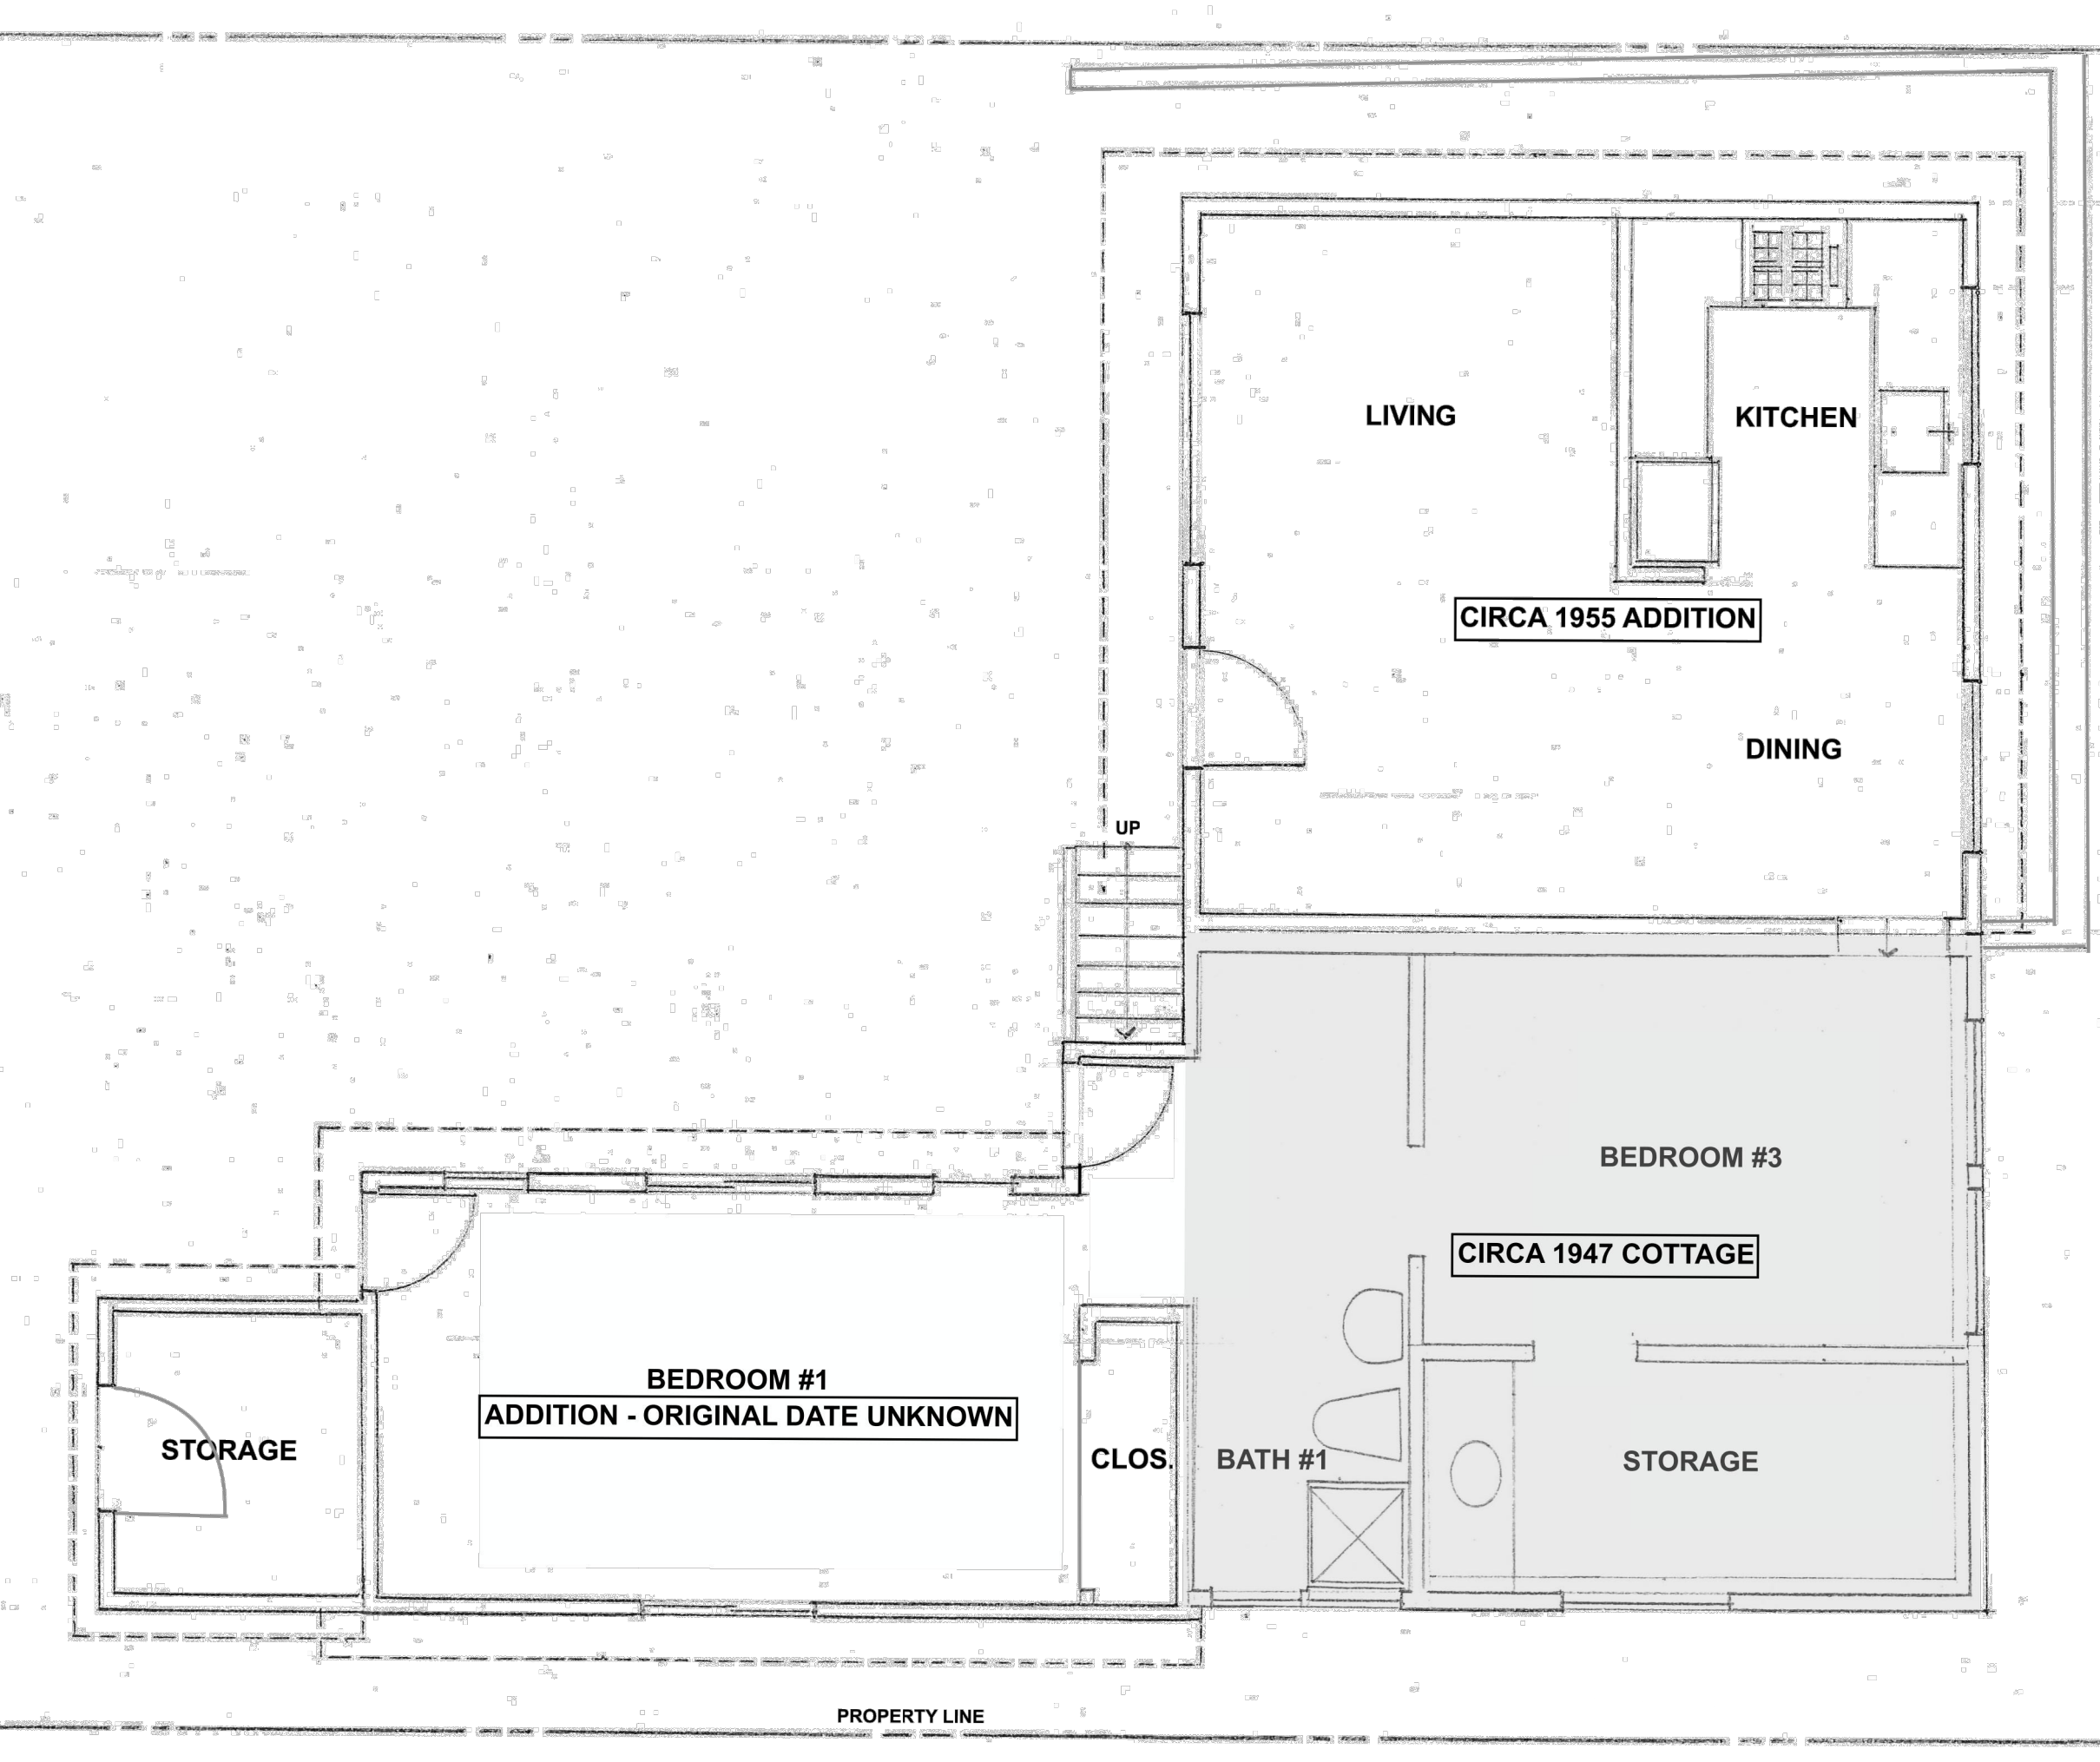 LIVING
KITCHEN
CIRCA 1955 ADDITION
DINING
UP
BEDROOM #3
CIRCA 1947 COTTAGE
BEDROOM #1
ADDITION - ORIGINAL DATE UNKNOWN
STORAGE
CLOS.
BATH #1
STORAGE
PROPERTY LINE